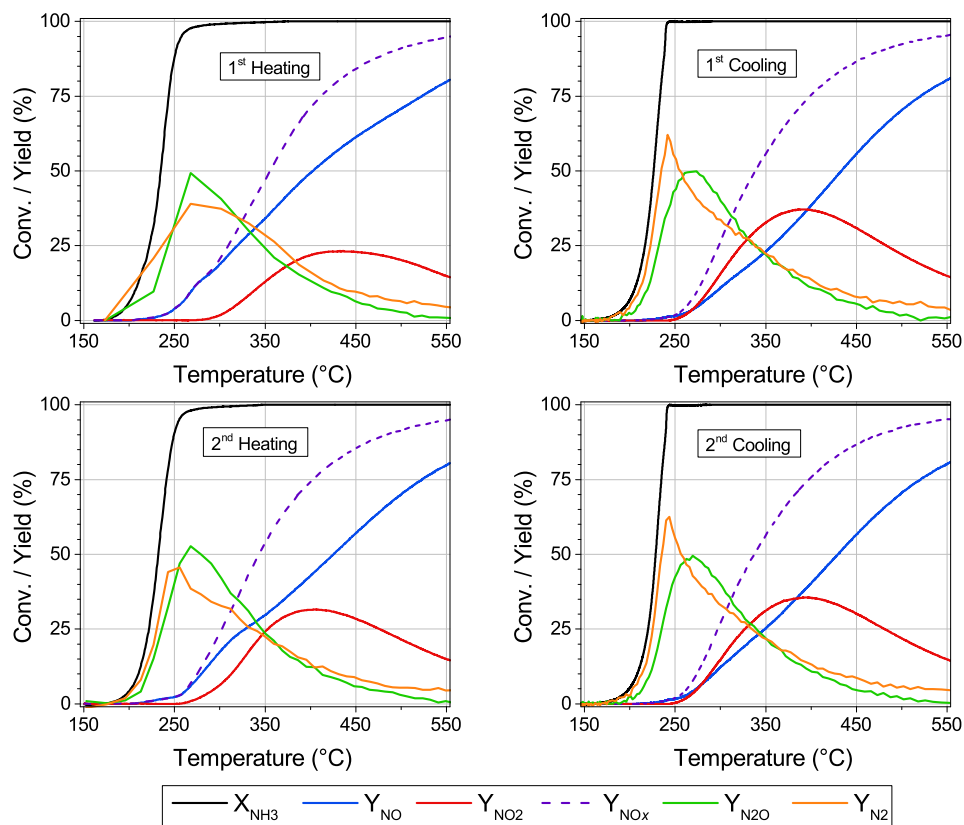 100
75
50
25
0
Conv. / Yield (%)
1st Heating
150 250 350 450 550
Temperature (°C)
100
75
50
25
0
Conv. / Yield (%)
1st Cooling
150 250 350 450 550
Temperature (°C)
100
75
50
25
0
Conv. / Yield (%)
2nd Heating
150 250 350 450 550
Temperature (°C)
100
75
50
25
0
Conv. / Yield (%)
2nd Cooling
150 250 350 450 550
Temperature (°C)
XNH3 YNO YNO2 YNOx YN2O YN2